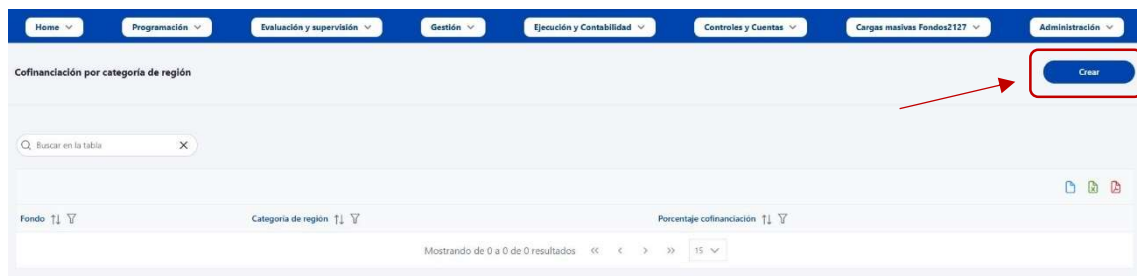 Home Programación Evaluación y supervisión Gestión Ejecución y Contabilidad Controles y Cuentas Cargas masivas Fondos2127 Administración
Cofinanciación por categoría de región Crear
Buscar en la tabla X
Fondo Categoría de región Porcentaje cofinanciación
Mostrando de 0 a 0 de 0 resultados << < > >> 15